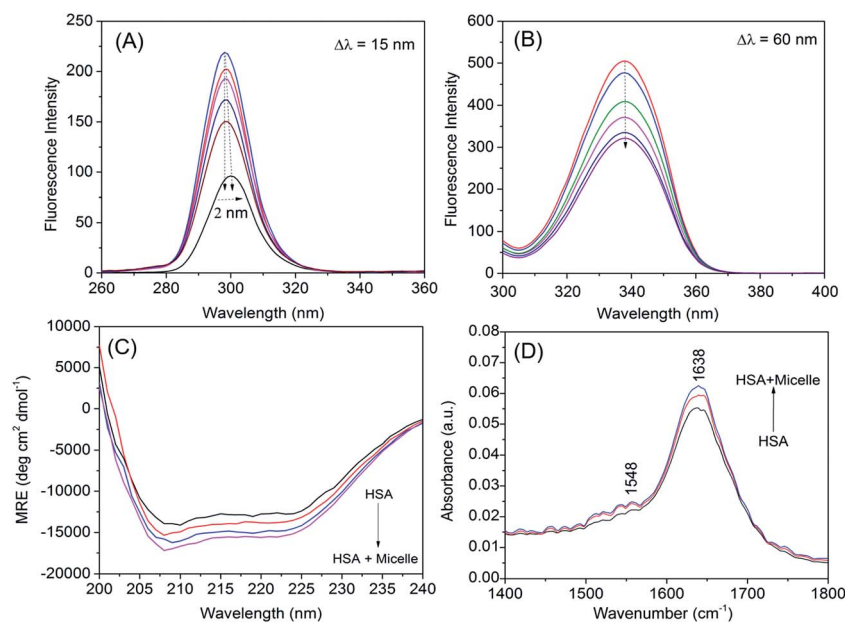 (A)
Δλ = 15 nm
Fluorescence Intensity
250
225
200
175
150
125
100
75
50
25
0
2 nm
260 280 300 320 340 360
Wavelength (nm)
(B)
Δλ = 60 nm
Fluorescence Intensity
600
500
400
300
200
100
0
300 320 340 360 380 400
Wavelength (nm)
(C)
MRE (deg cm² dmol⁻¹)
10000
5000
0
-5000
-10000
-15000
-20000
HSA
HSA + Micelle
200 205 210 215 220 225 230 235 240
Wavelength (nm)
(D)
Absorbance (a.u.)
0.08
0.07
0.06
0.05
0.04
0.03
0.02
0.01
0.00
1548
1638
HSA+Micelle
HSA
1400 1500 1600 1700 1800
Wavenumber (cm⁻¹)